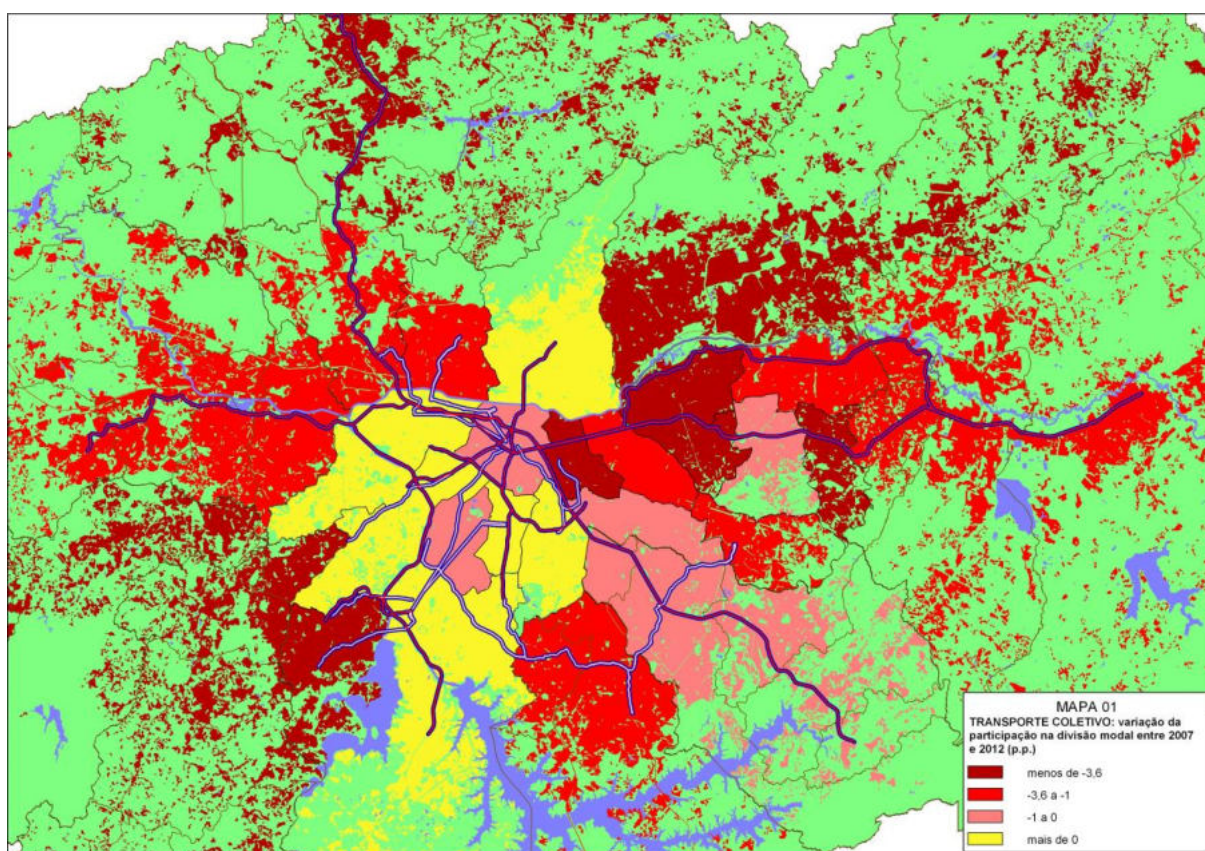 MAPA 01
TRANSPORTE COLETIVO: variação da
participação na divisão modal entre 2007
e 2012 (p.p.)
menos de -3,6
-3,6 a -1
-1 a 0
mais de 0